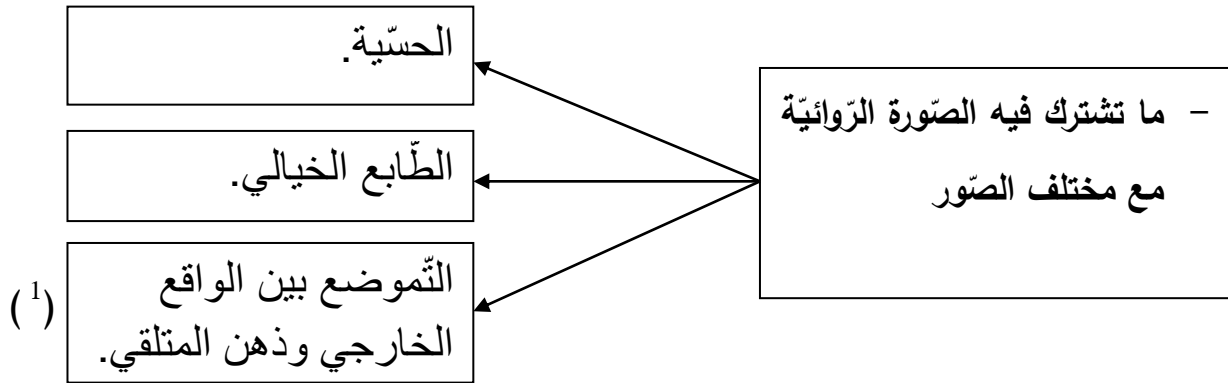 - ما تشترك فيه الصّورة الرّوائيّة
مع مختلف الصّور
الحسّية.
الطّابع الخيالي.
التّموضع بين الواقع
الخارجي وذهن المتلقي.
(1)